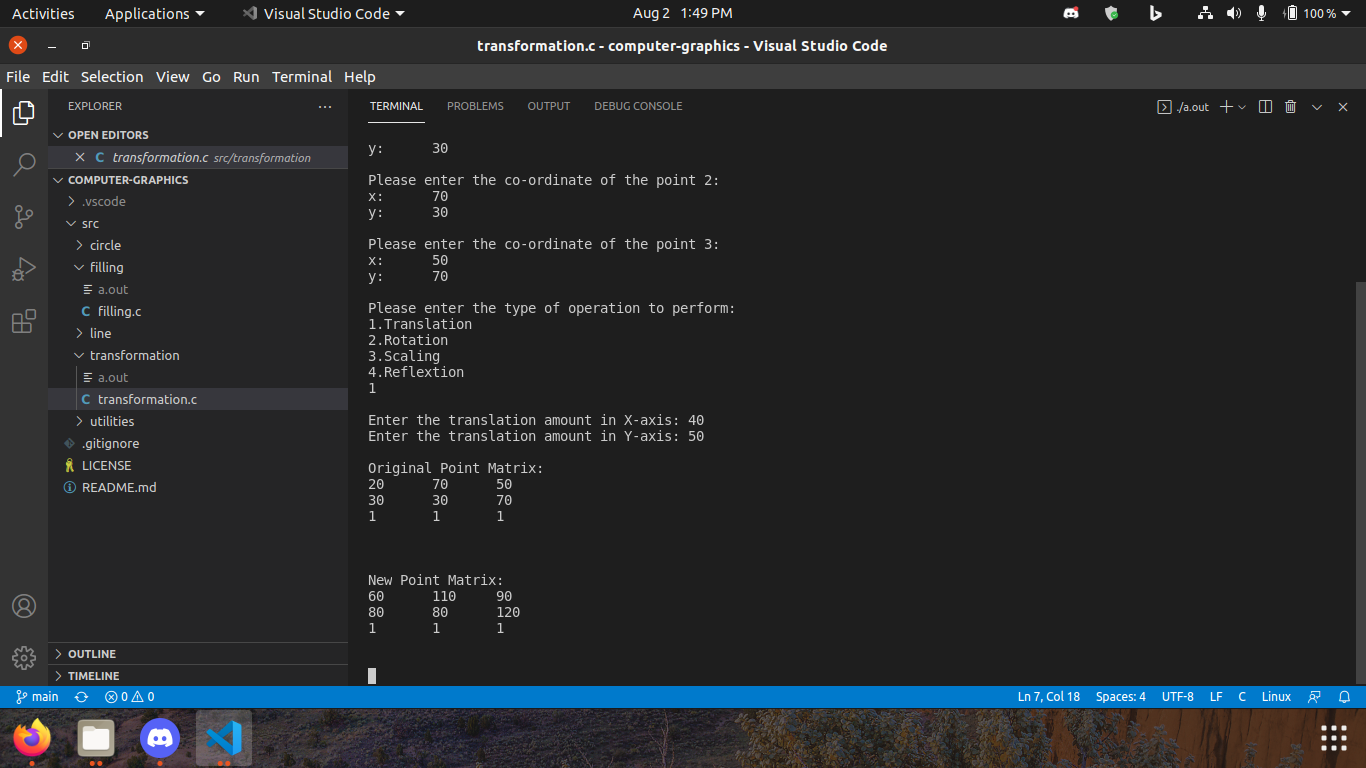 Activities Applications Visual Studio Code Aug 2 1:49 PM 100 %
transformation.c - computer-graphics - Visual Studio Code
File Edit Selection View Go Run Terminal Help
EXPLORER
OPEN EDITORS
transformation.c src/transformation
COMPUTER-GRAPHICS
.vscode
src
circle
filling
a.out
C filling.c
line
transformation
a.out
C transformation.c
utilities
.gitignore
LICENSE
README.md
OUTLINE
TIMELINE
TERMINAL PROBLEMS OUTPUT DEBUG CONSOLE ./a.out
y: 30
Please enter the co-ordinate of the point 2:
x: 70
y: 30
Please enter the co-ordinate of the point 3:
x: 50
y: 70
Please enter the type of operation to perform:
1.Translation
2.Rotation
3.Scaling
4.Reflextion
1
Enter the translation amount in X-axis: 40
Enter the translation amount in Y-axis: 50
Original Point Matrix:
20 70 50
30 30 70
1 1 1
New Point Matrix:
60 110 90
80 80 120
1 1 1
main 0 0 Ln 7, Col 18 Spaces: 4 UTF-8 LF C Linux